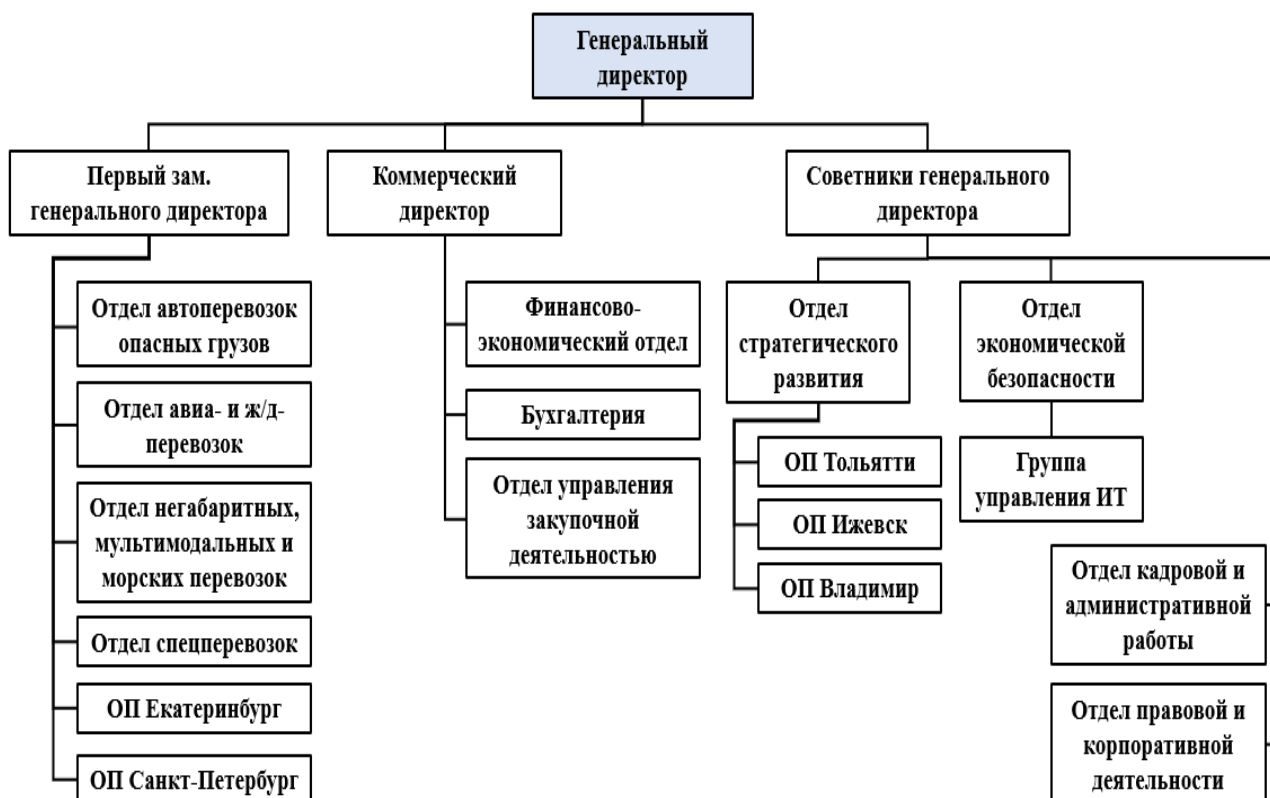 Генеральный
директор
Первый зам.
генерального директора
Коммерческий
директор
Советники генерального
директора
Отдел автоперевозок
опасных грузов
Отдел авиа- и ж/д-
перевозок
Отдел негабаритных,
мультимодальных и
морских перевозок
Отдел спецперевозок
ОП Екатеринбург
ОП Санкт-Петербург
Финансово-
экономический отдел
Бухгалтерия
Отдел управления
закупочной
деятельностью
Отдел
стратегического
развития
ОП Тольятти
ОП Ижевск
ОП Владимир
Отдел
экономической
безопасности
Группа
управления ИТ
Отдел кадровой и
административной
работы
Отдел правовой и
корпоративной
деятельности